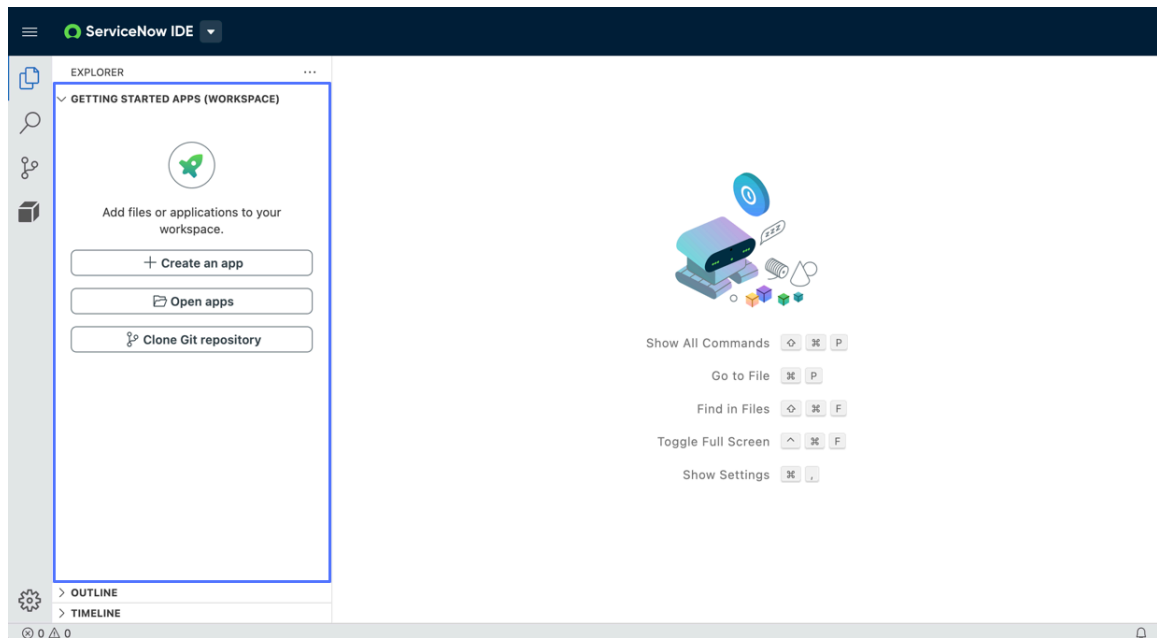 ServiceNow IDE
EXPLORER
GETTING STARTED APPS (WORKSPACE)
Add files or applications to your
workspace.
Create an app
Open apps
Clone Git repository
OUTLINE
TIMELINE
zzz
Show All Commands ⇧ ⌘ P
Go to File ⌘ P
Find in Files ⇧ ⌘ F
Toggle Full Screen ^ ⌘ F
Show Settings ⌘ ,
0 0